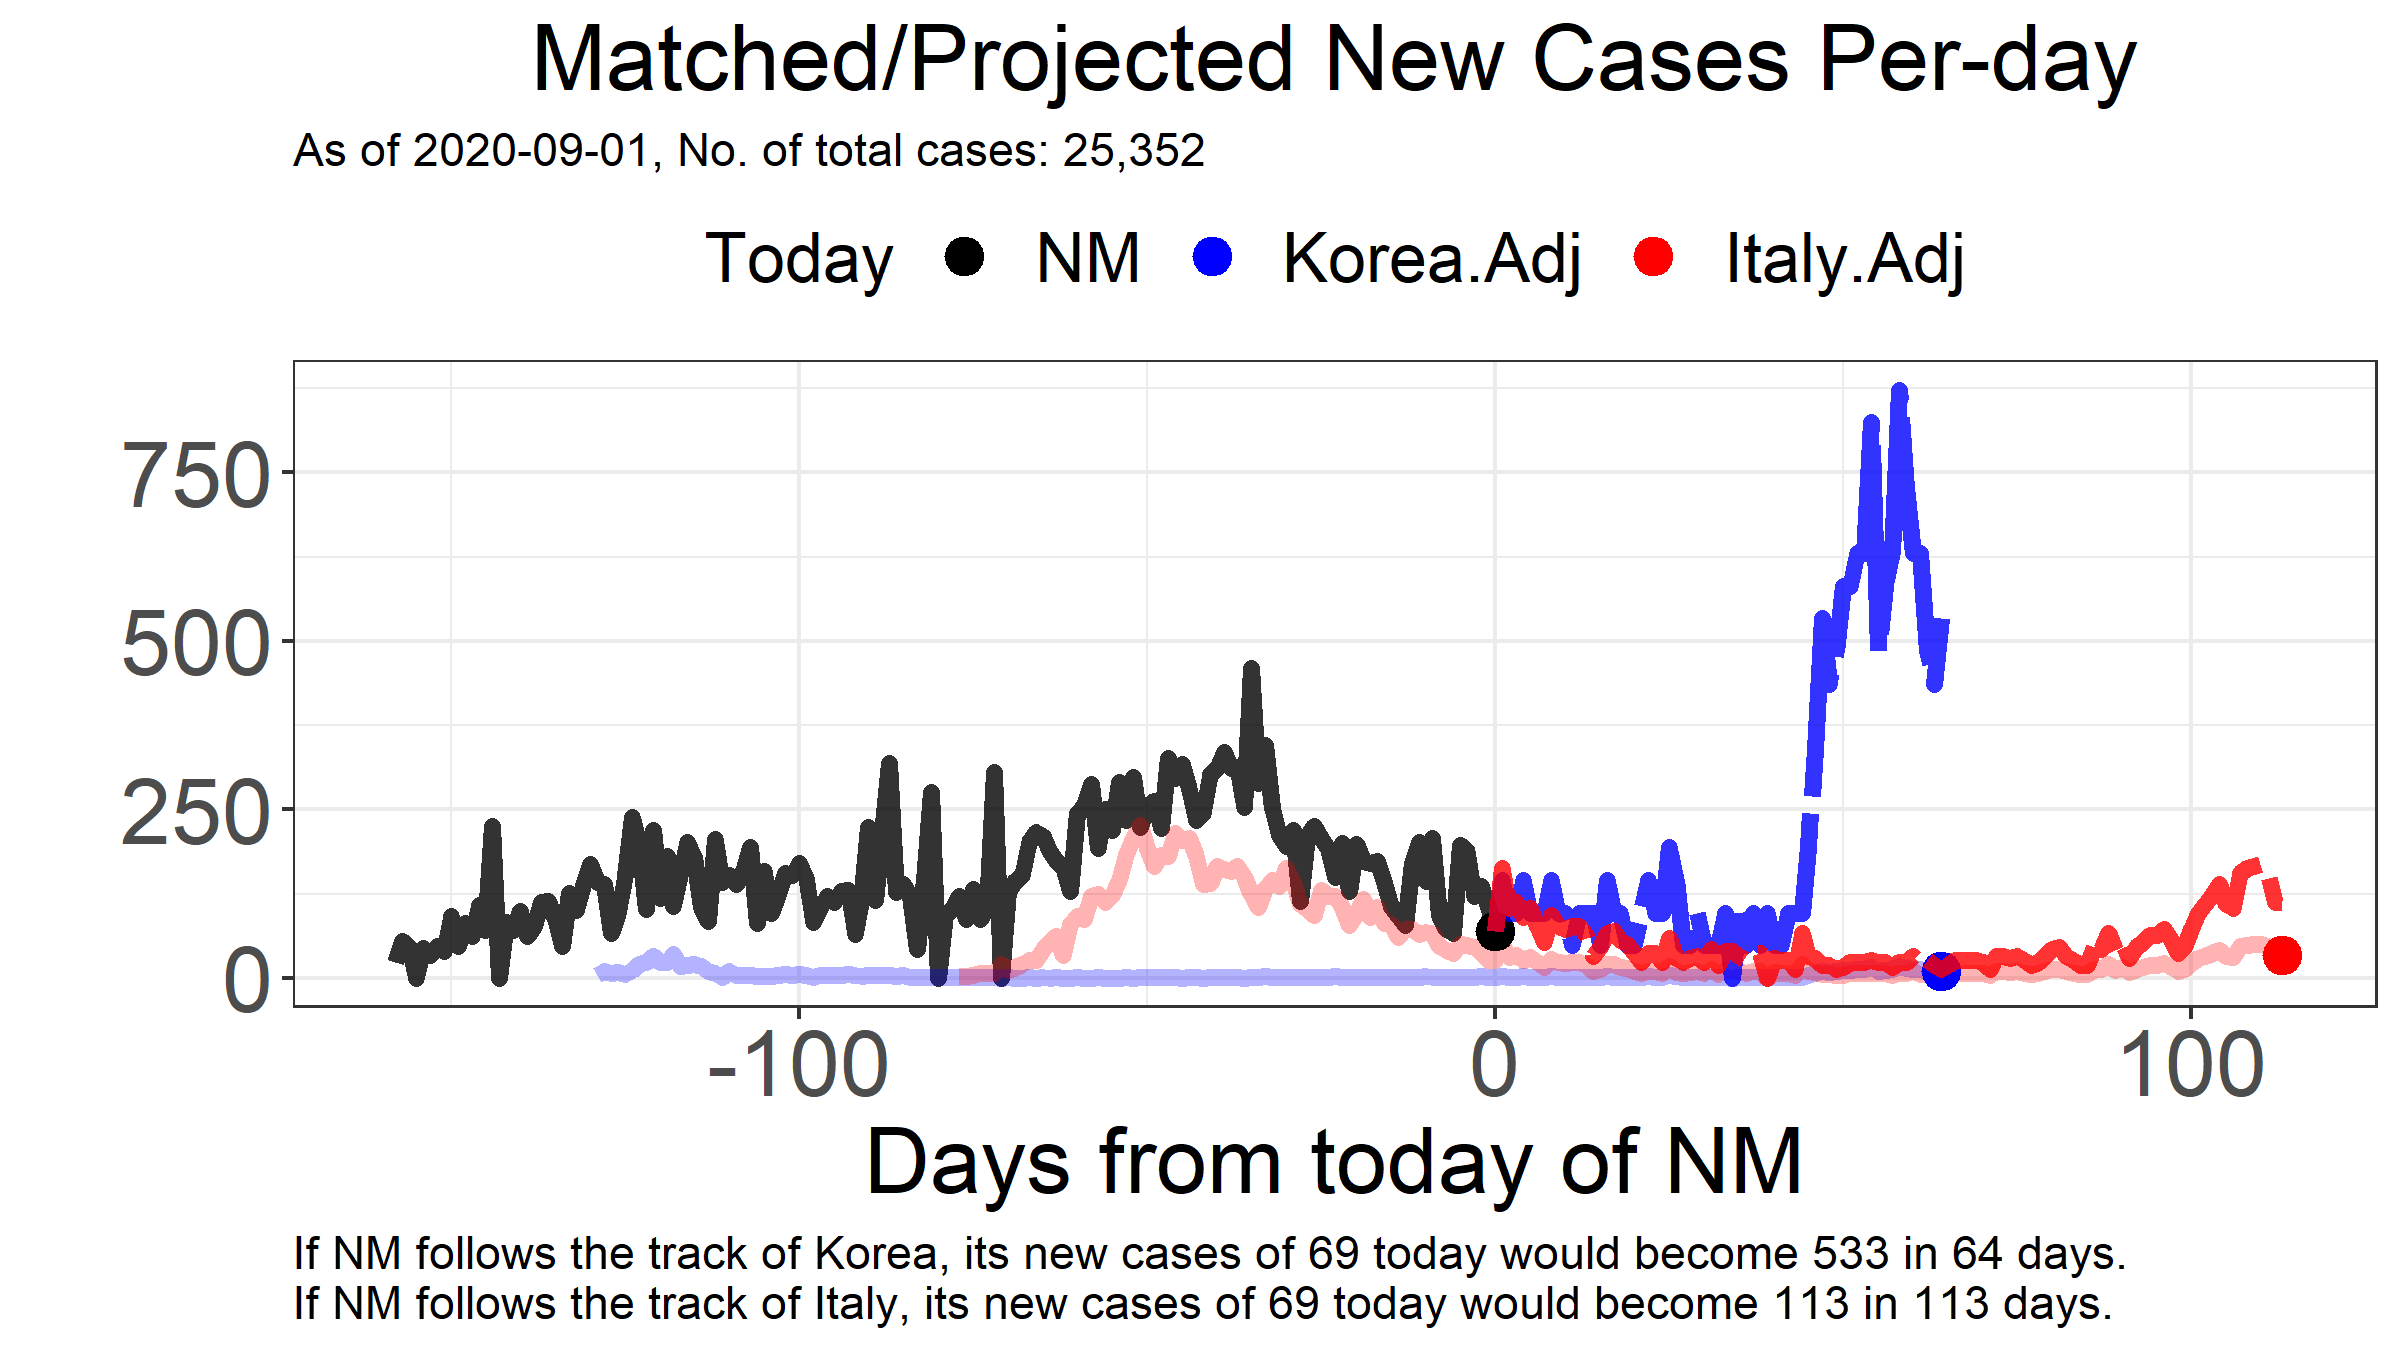 Matched/Projected New Cases Per-day
As of 2020-09-01, No. of total cases: 25,352
Today NM Korea.Adj Italy.Adj
750
500
250
0
-100 0 100
Days from today of NM
If NM follows the track of Korea, its new cases of 69 today would become 533 in 64 days.
If NM follows the track of Italy, its new cases of 69 today would become 113 in 113 days.